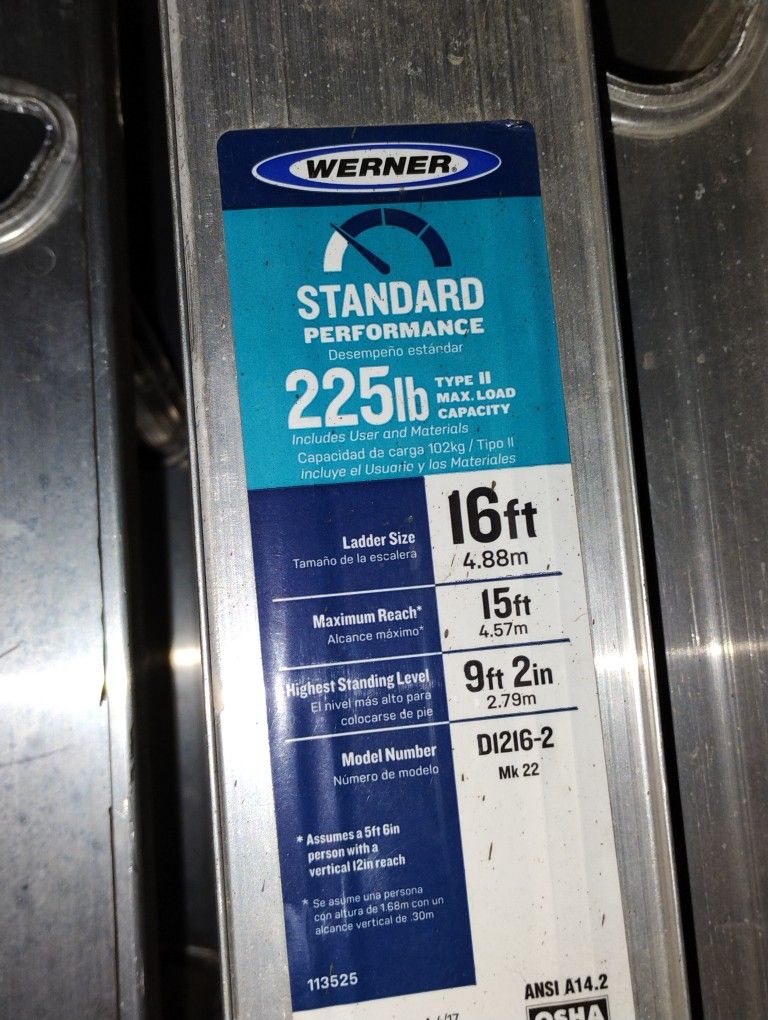 WERNER®
STANDARD
PERFORMANCE
Desempeño estándar
225lb
TYPE II
MAX. LOAD
CAPACITY
Includes User and Materials
Capacidad de carga 102kg / Tipo II
incluye el Usuario y los Materiales
Ladder Size
Tamaño de la escalera
16ft
4.88m
Maximum Reach*
Alcance máximo*
15ft
4.57m
Highest Standing Level
El nivel más alto para
colocarse de pie
9ft 2in
2.79m
Model Number
Número de modelo
D1216-2
Mk 22
* Assumes a 5ft 6in
person with a
vertical 12in reach
* Se asume una persona
con altura de 1.68m con un
alcance vertical de .30m
113525
ANSI A14.2
OSHA